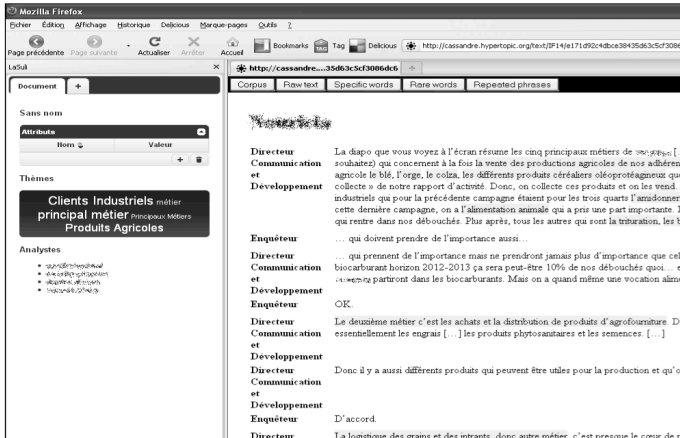 Mozilla Firefox
Fichier Édition Affichage Historique Delicious Marque-pages Outils ?
Page précédente Page suivante Actualiser Arrêter Accueil Bookmarks Tag Delicious http://cassandre.hypertopic.org/text/IF14/e171d92c4dbce38435d63c5cf3086
LaSuli × http://cassandre....35d63c5cf3086dc6
Document + Corpus Raw text Specific words Rare words Repeated phrases
Sans nom
Attributs
Nom Valeur
Thèmes
Clients Industriels métier
principal métier Principaux Métiers
Produits Agricoles
Analystes
Directeur La diapo que vous voyez à l'écran résume les cinq principaux métiers de
Communication souhaitez) qui concernent à la fois la vente des productions agricoles de nos adhéren
et agricole le blé, l'orge, le colza, les différents produits céréaliers oléoprotéagineux que
Développement collecte » de notre rapport d'activité. Donc, on collecte ces produits et on les vend.
industriels qui pour la précédente campagne étaient pour les trois quarts l'amidonner
cette dernière campagne, on a l'alimentation animale qui a pris une part importante.
qui rentre dans nos débouchés. Plus après, tous les autres qui sont la trituration, les b
Enquêteur … qui doivent prendre de l'importance aussi…
Directeur … qui prennent de l'importance mais ne prendront jamais plus d'importance que cel
Communication biocarburant horizon 2012-2013 ça sera peut-être 10% de nos débouchés quoi… e
et partiront dans les biocarburants. Mais on a quand même une vocation alime
Développement
Enquêteur OK.
Directeur Le deuxième métier c'est les achats et la distribution de produits d'agrofourniture. D
Communication essentiellement les engrais […] les produits phytosanitaires et les semences. […]
et
Développement
Directeur Donc il y a aussi différents produits qui peuvent être utiles pour la production et qu'o
Communication
et
Développement
Enquêteur D'accord.
Directeur La logistique des grains et des intrants, donc autre métier, c'est presque le cœur de